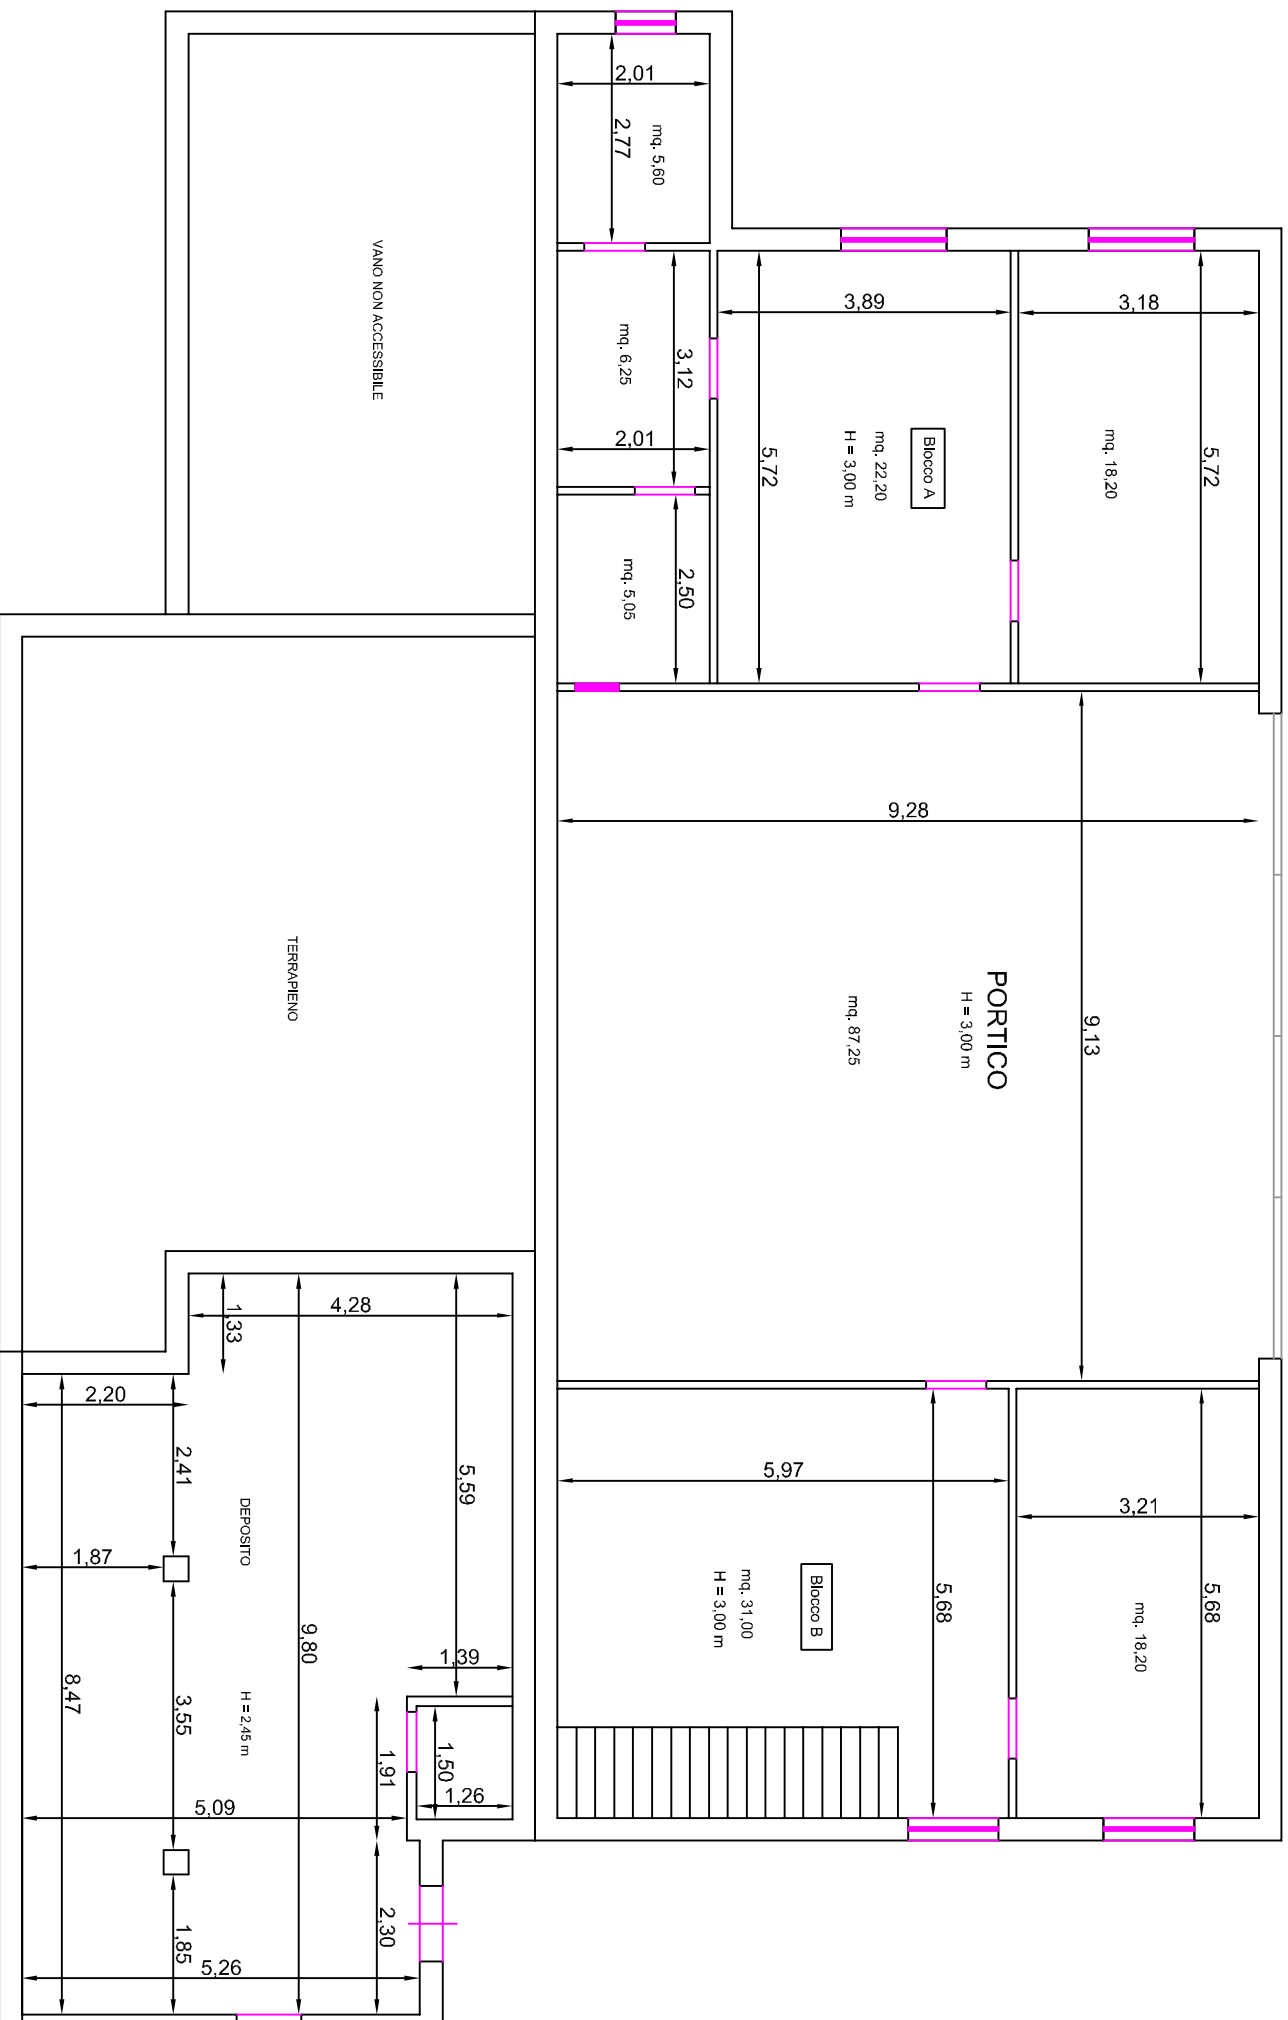 2,01
2,77
mq. 5,60
VANO NON ACCESSIBILE
3,89
3,18
mq. 6,25
3,12
2,01
5,72
Blocco A
mq. 22,20
H = 3,00 m
mq. 18,20
5,72
mq. 5,05
2,50
9,28
TERRAPIENO
PORTICO
H = 3,00 m
mq. 87,25
9,13
4,28
1,33
2,20
2,41
5,59
5,97
3,21
DEPOSITO
1,87
9,80
Blocco B
mq. 31,00
H = 3,00 m
5,68
5,68
mq. 18,20
1,39
8,47
3,55
H = 2,45 m
1,91
1,50
1,26
5,09
2,30
1,85
5,26